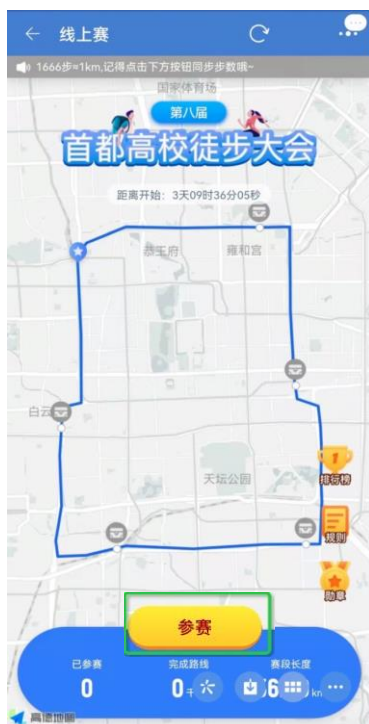 线上赛
1666步≈1km,记得点击下方按钮同步步数哦~
国家体育场
第八届
首都高校徒步大会
距离开始：3天09时36分05秒
恭王府
雍和宫
白云
天坛公园
排行榜
规则
勋章
参赛
已参赛
完成路线
赛段长度
0
0
6
高德地图